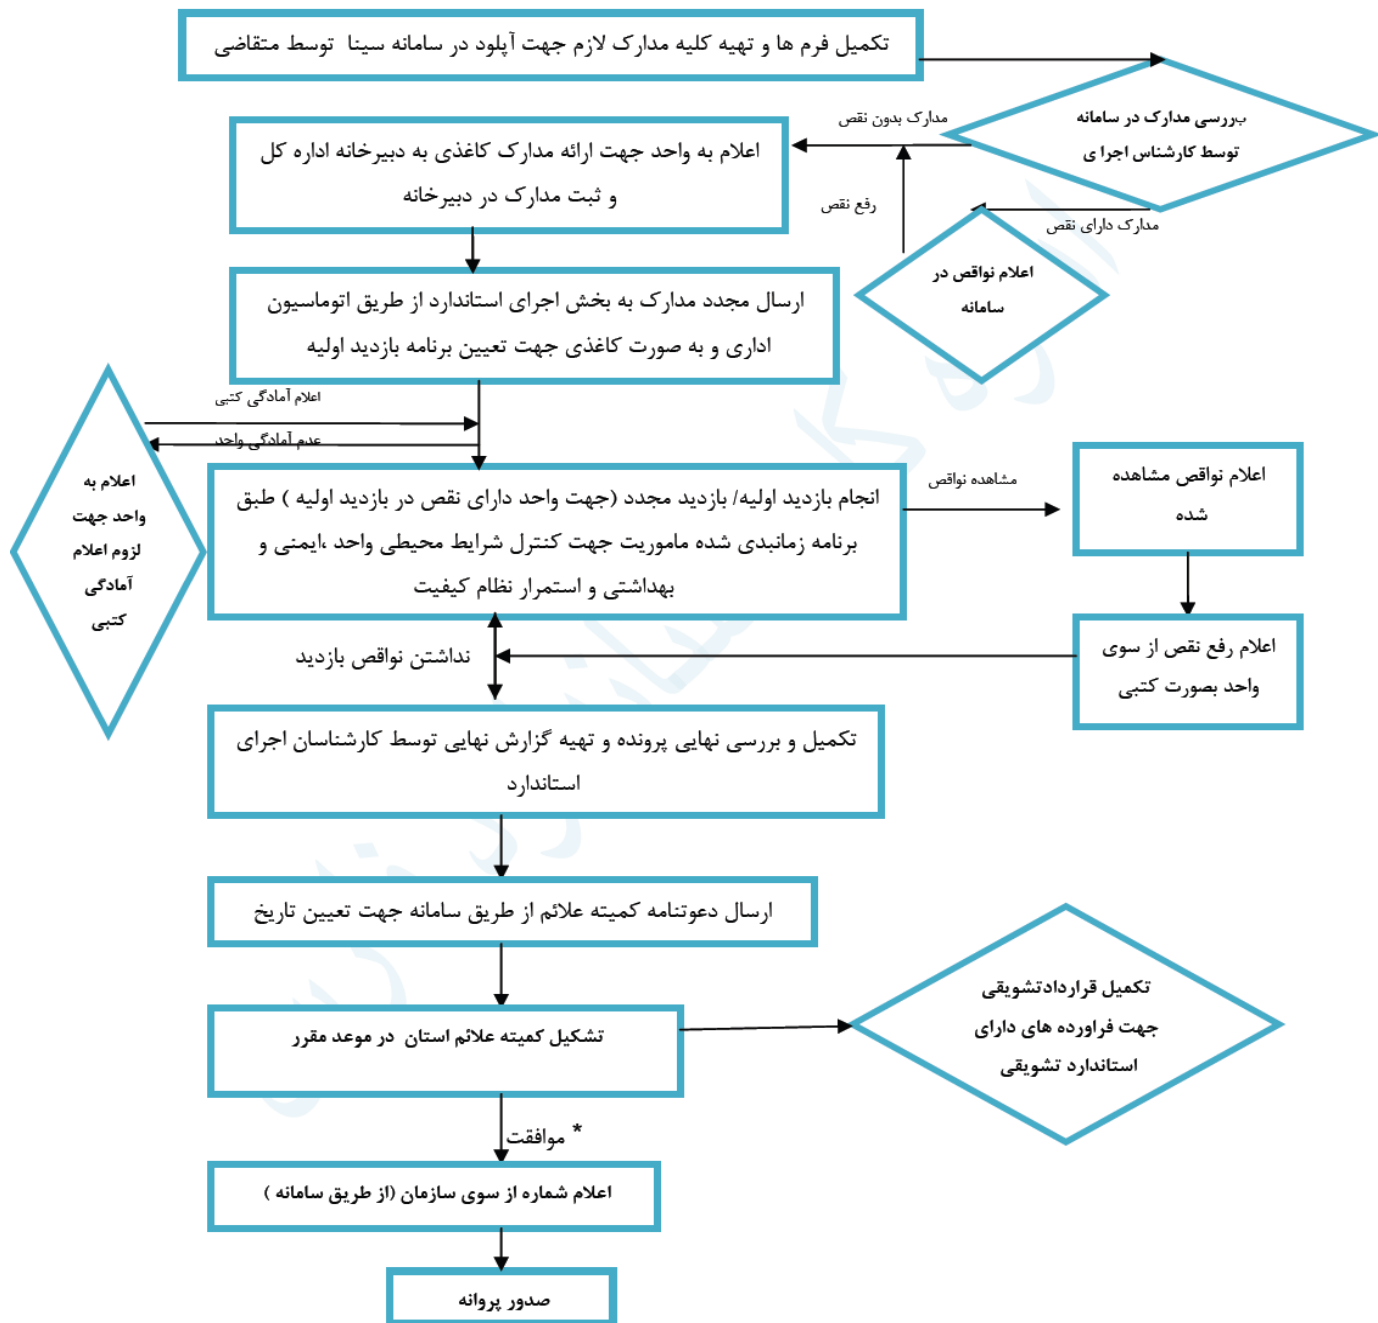 تکمیل فرم ها و تهیه کلیه مدارک لازم جهت آپلود در سامانه سینا توسط متقاضی
بررسی مدارک در سامانه
توسط کارشناس اجرا ی
مدارک بدون نقص
اعلام به واحد جهت ارائه مدارک کاغذی به دبیرخانه اداره کل
و ثبت مدارک در دبیرخانه
رفع نقص
مدارک دارای نقص
اعلام نواقص در
سامانه
ارسال مجدد مدارک به بخش اجرای استاندارد از طریق اتوماسیون
اداری و به صورت کاغذی جهت تعیین برنامه بازدید اولیه
اعلام آمادگی کتبی
عدم آمادگی واحد
اعلام به
واحد جهت
لزوم اعلام
آمادگی
کتبی
انجام بازدید اولیه/ بازدید مجدد (جهت واحد دارای نقص در بازدید اولیه ) طبق
برنامه زمانبدی شده ماموریت جهت کنترل شرایط محیطی واحد ،ایمنی و
بهداشتی و استمرار نظام کیفیت
مشاهده نواقص
اعلام نواقص مشاهده
شده
اعلام رفع نقص از سوی
واحد بصورت کتبی
نداشتن نواقص بازدید
تکمیل و بررسی نهایی پرونده و تهیه گزارش نهایی توسط کارشناسان اجرای
استاندارد
ارسال دعوتنامه کمیته علائم از طریق سامانه جهت تعیین تاریخ
تشکیل کمیته علائم استان در موعد مقرر
تکمیل قراردادتشویقی
جهت فراورده های دارای
استاندارد تشویقی
* موافقت
اعلام شماره از سوی سازمان (از طریق سامانه )
صدور پروانه